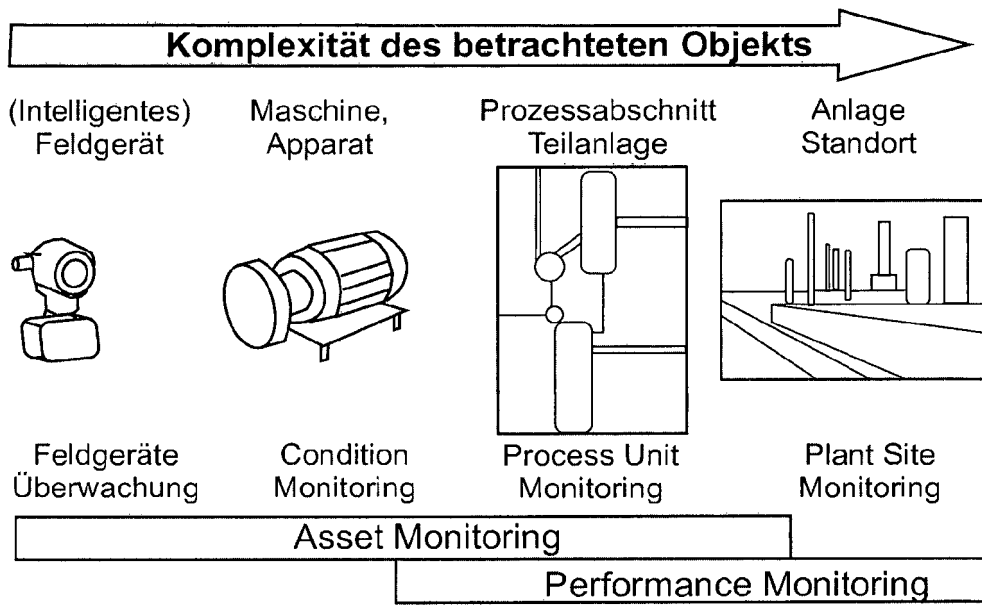 Komplexität des betrachteten Objekts
(Intelligentes)
Feldgerät
Maschine,
Apparat
Prozessabschnitt
Teilanlage
Anlage
Standort
Feldgeräte
Überwachung
Condition
Monitoring
Process Unit
Monitoring
Plant Site
Monitoring
Asset Monitoring
Performance Monitoring